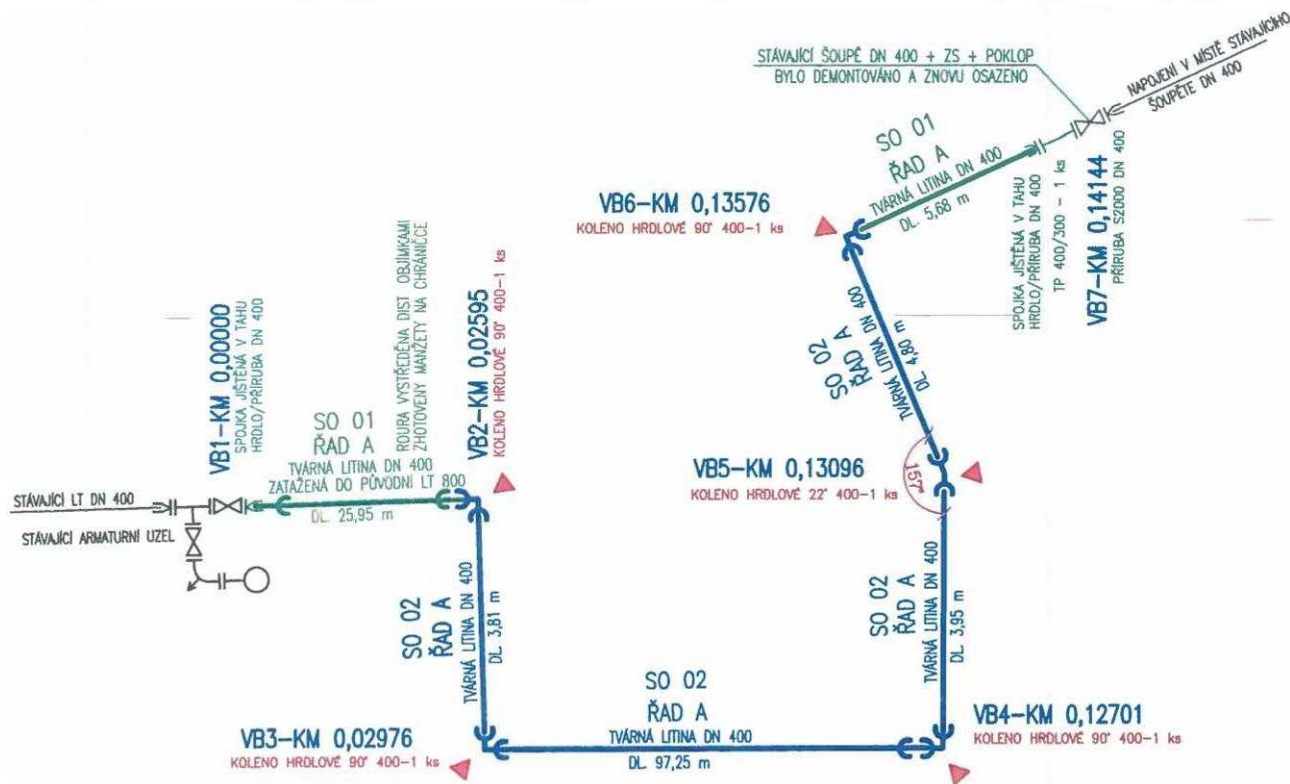 STÁVAJÍCÍ ŠOUPĚ DN 400 + ZS + POKLOP
BYLO DEMONTOVÁNO A ZNOVU OSAZENO
NAPOJENÍ V MÍSTĚ STÁVAJÍCÍHO
ŠOUPĚTE DN 400
SO 01
ŘAD A
TVÁRNÁ LITINA DN 400
DL. 5,68 m
VB6-KM 0,13576
KOLENO HRDLOVÉ 90° 400-1 ks
SPOJKA JIŠTĚNÁ V TAHU
HRDLO/PŘÍRUBA DN 400
TP 400/300 - 1 ks
VB7-KM 0,14144
PŘÍRUBA S2000 DN 400
SO 02
ŘAD A
TVÁRNÁ LITINA DN 400
DL. 4,80 m
VB1-KM 0,00000
SPOJKA JIŠTĚNÁ V TAHU
HRDLO/PŘÍRUBA DN 400
SO 01
ŘAD A
TVÁRNÁ LITINA DN 400
ZATAŽENÁ DO PŮVODNÍ LT 800
DL. 25,95 m
ROURA VYSTŘEDĚNA DIST OBJÍMKAMI
ZHOTOVENY MANŽETY NA CHRÁNIČCE
VB2-KM 0,02595
KOLENO HRDLOVÉ 90° 400-1 ks
VB5-KM 0,13096
KOLENO HRDLOVÉ 22° 400-1 ks
157°
STÁVAJÍCÍ LT DN 400
STÁVAJÍCÍ ARMATURNÍ UZEL
SO 02
ŘAD A
TVÁRNÁ LITINA DN 400
DL. 3,81 m
SO 02
ŘAD A
TVÁRNÁ LITINA DN 400
DL. 3,95 m
SO 02
ŘAD A
TVÁRNÁ LITINA DN 400
DL. 97,25 m
VB3-KM 0,02976
KOLENO HRDLOVÉ 90° 400-1 ks
VB4-KM 0,12701
KOLENO HRDLOVÉ 90° 400-1 ks